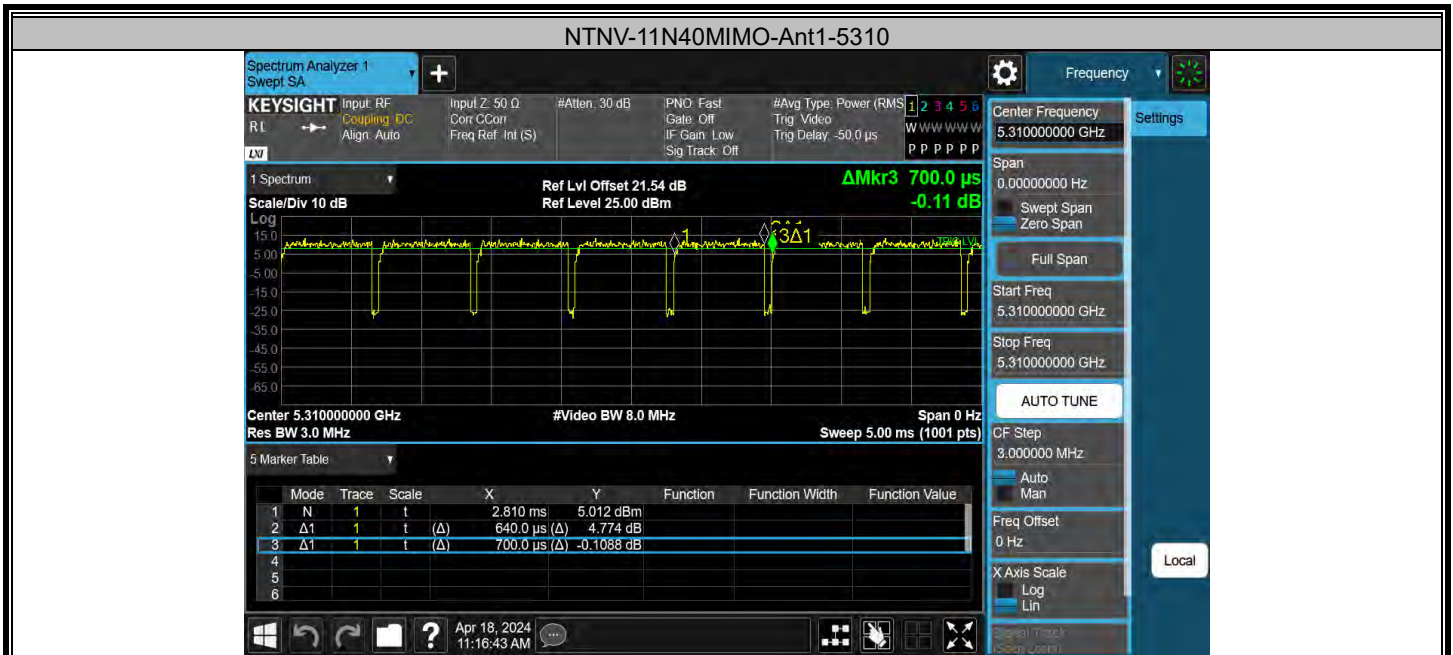 NTNV-11N40MIMO-Ant1-5310
Spectrum Analyzer 1
Swept SA
+
Frequency
KEYSIGHT
RL
LXI
Input: RF
Coupling: DC
Align: Auto
Input Z: 50 Ω
Corr CCorr
Freq Ref: Int (S)
#Atten: 30 dB
PNO: Fast
Gate: Off
IF Gain: Low
Sig Track: Off
#Avg Type: Power (RMS
Trig: Video
Trig Delay: -50.0 µs
1 2 3 4 5 6
W W W W W W
P P P P P P
1 Spectrum
Scale/Div 10 dB
Ref Lvl Offset 21.54 dB
Ref Level 25.00 dBm
ΔMkr3 700.0 µs
-0.11 dB
Log
15.0
5.00
-5.00
-15.0
-25.0
-35.0
-45.0
-55.0
-65.0
1
3Δ1
Center 5.310000000 GHz
#Video BW 8.0 MHz
Span 0 Hz
Res BW 3.0 MHz
Sweep 5.00 ms (1001 pts)
5 Marker Table
Mode Trace Scale X Y Function Function Width Function Value
1 N 1 t 2.810 ms 5.012 dBm
2 Δ1 1 t (Δ) 640.0 µs (Δ) 4.774 dB
3 Δ1 1 t (Δ) 700.0 µs (Δ) -0.1088 dB
4
5
6
Center Frequency
5.310000000 GHz
Settings
Span
0.00000000 Hz
Swept Span
Zero Span
Full Span
Start Freq
5.310000000 GHz
Stop Freq
5.310000000 GHz
AUTO TUNE
CF Step
3.000000 MHz
Auto
Man
Freq Offset
0 Hz
X Axis Scale
Log
Lin
Signal Track
(Span Zoom)
Local
?
Apr 18, 2024
11:16:43 AM